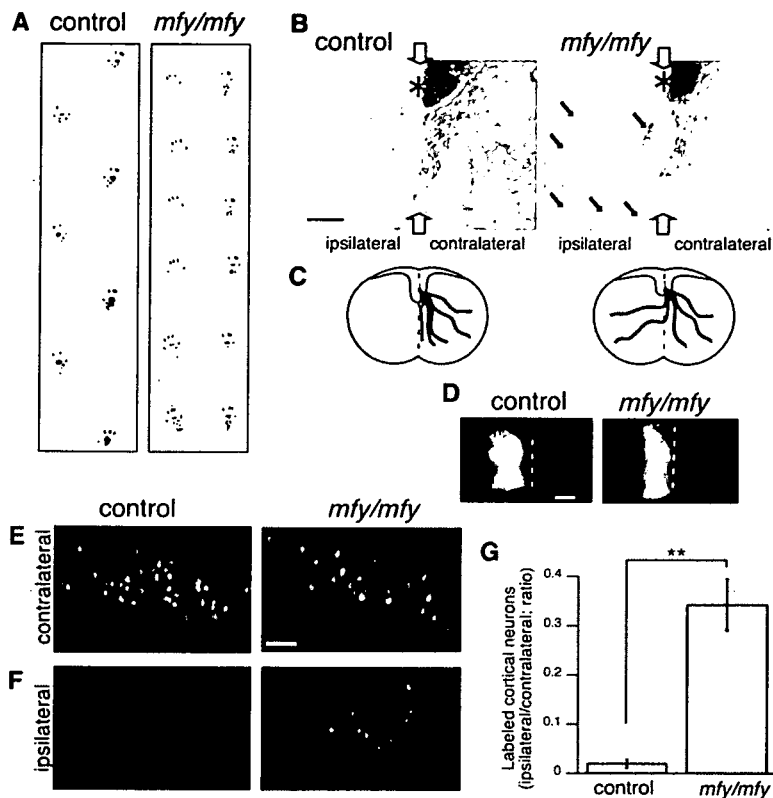 A
control
mfy/mfy
B
control
mfy/mfy
ipsilateral
contralateral
ipsilateral
contralateral
C
D
control
mfy/mfy
control
mfy/mfy
E
contralateral
F
ipsilateral
G
**
Labeled cortical neurons
(ipsilateral/contralateral; ratio)
0.4
0.3
0.2
0.1
0
control
mfy/mfy